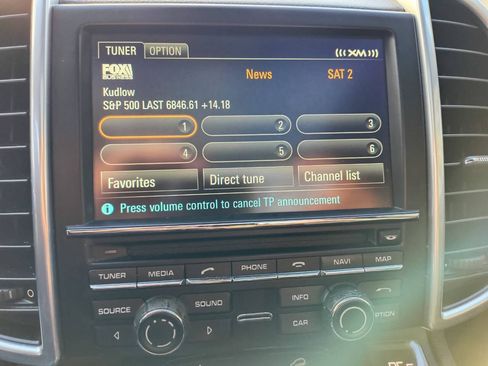 TUNER OPTION (((XM)))
FOX BUSINESS News SAT 2
Kudlow
S&P 500 LAST 6846.61 +14.18
1 2 3
4 5 6
Favorites Direct tune Channel list
i Press volume control to cancel TP announcement
TUNER MEDIA PHONE NAVI MAP
SOURCE SOUND INFO OPTION
CAR